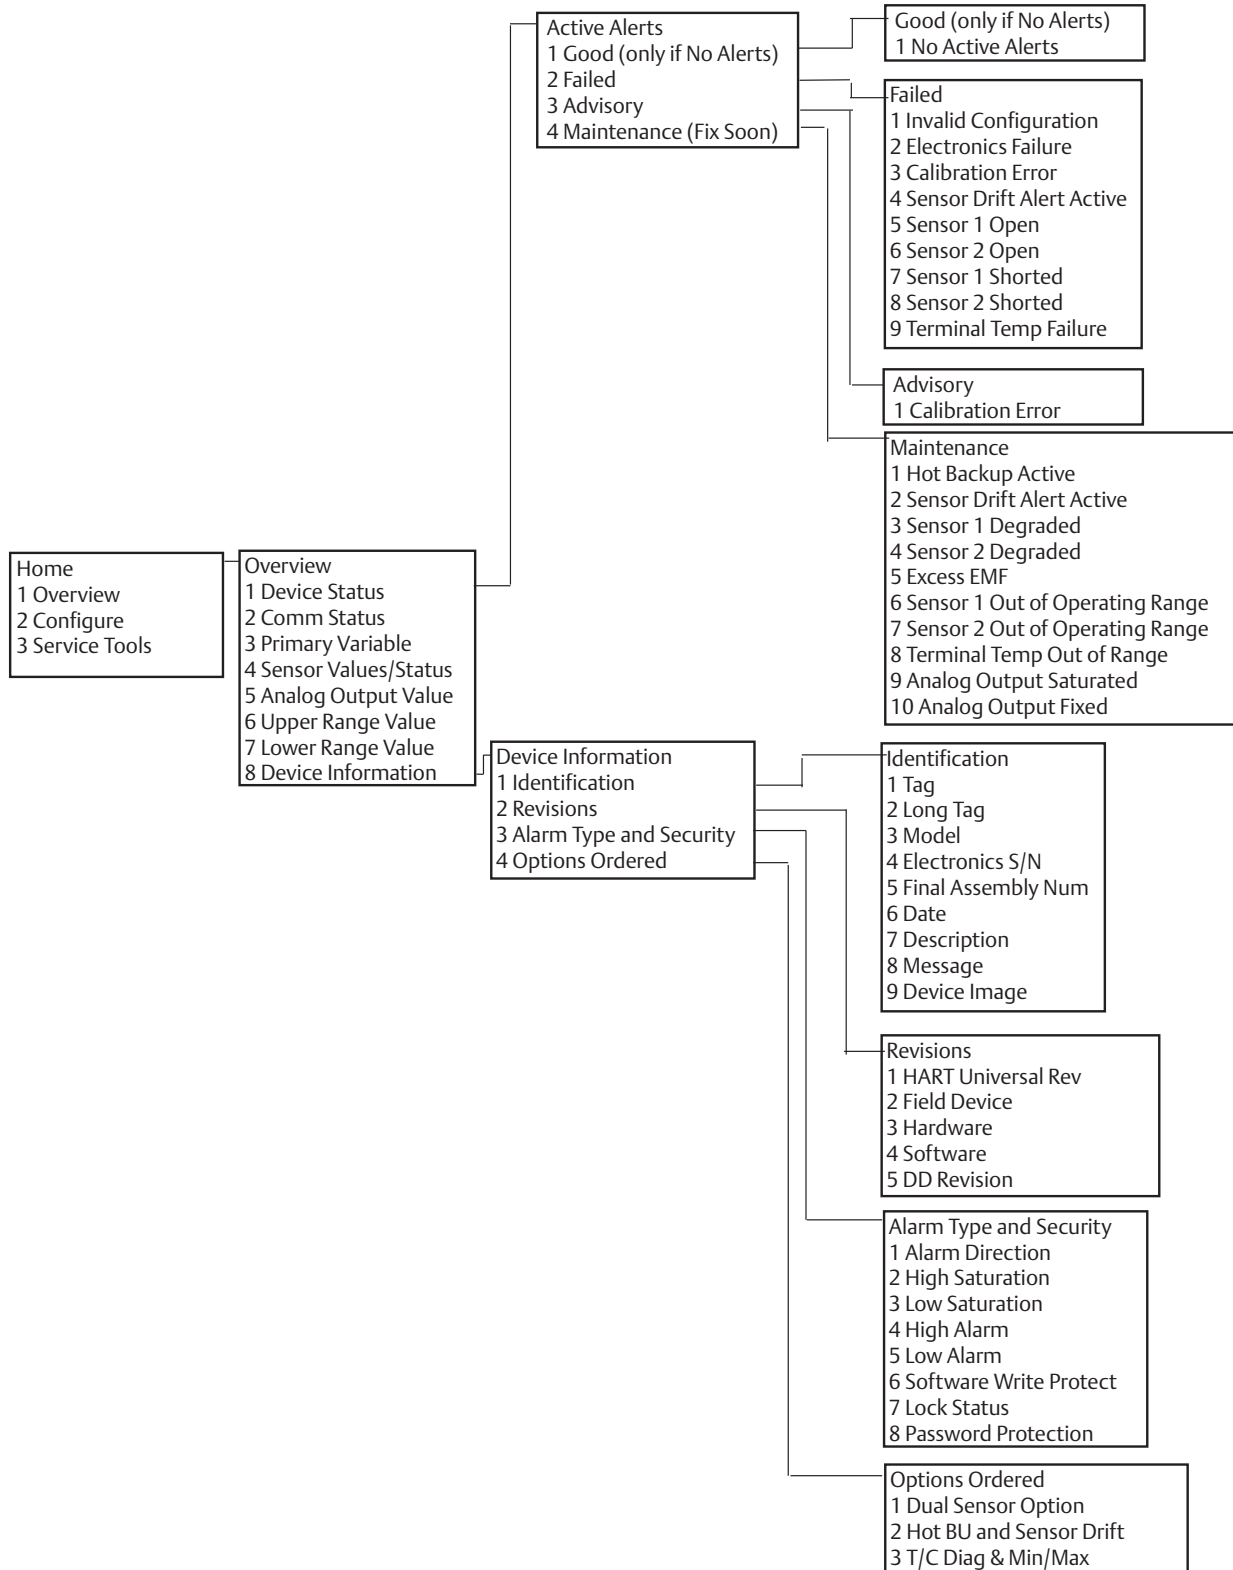 Home
1 Overview
2 Configure
3 Service Tools
Overview
1 Device Status
2 Comm Status
3 Primary Variable
4 Sensor Values/Status
5 Analog Output Value
6 Upper Range Value
7 Lower Range Value
8 Device Information
Active Alerts
1 Good (only if No Alerts)
2 Failed
3 Advisory
4 Maintenance (Fix Soon)
Good (only if No Alerts)
1 No Active Alerts
Failed
1 Invalid Configuration
2 Electronics Failure
3 Calibration Error
4 Sensor Drift Alert Active
5 Sensor 1 Open
6 Sensor 2 Open
7 Sensor 1 Shorted
8 Sensor 2 Shorted
9 Terminal Temp Failure
Advisory
1 Calibration Error
Maintenance
1 Hot Backup Active
2 Sensor Drift Alert Active
3 Sensor 1 Degraded
4 Sensor 2 Degraded
5 Excess EMF
6 Sensor 1 Out of Operating Range
7 Sensor 2 Out of Operating Range
8 Terminal Temp Out of Range
9 Analog Output Saturated
10 Analog Output Fixed
Device Information
1 Identification
2 Revisions
3 Alarm Type and Security
4 Options Ordered
Identification
1 Tag
2 Long Tag
3 Model
4 Electronics S/N
5 Final Assembly Num
6 Date
7 Description
8 Message
9 Device Image
Revisions
1 HART Universal Rev
2 Field Device
3 Hardware
4 Software
5 DD Revision
Alarm Type and Security
1 Alarm Direction
2 High Saturation
3 Low Saturation
4 High Alarm
5 Low Alarm
6 Software Write Protect
7 Lock Status
8 Password Protection
Options Ordered
1 Dual Sensor Option
2 Hot BU and Sensor Drift
3 T/C Diag & Min/Max